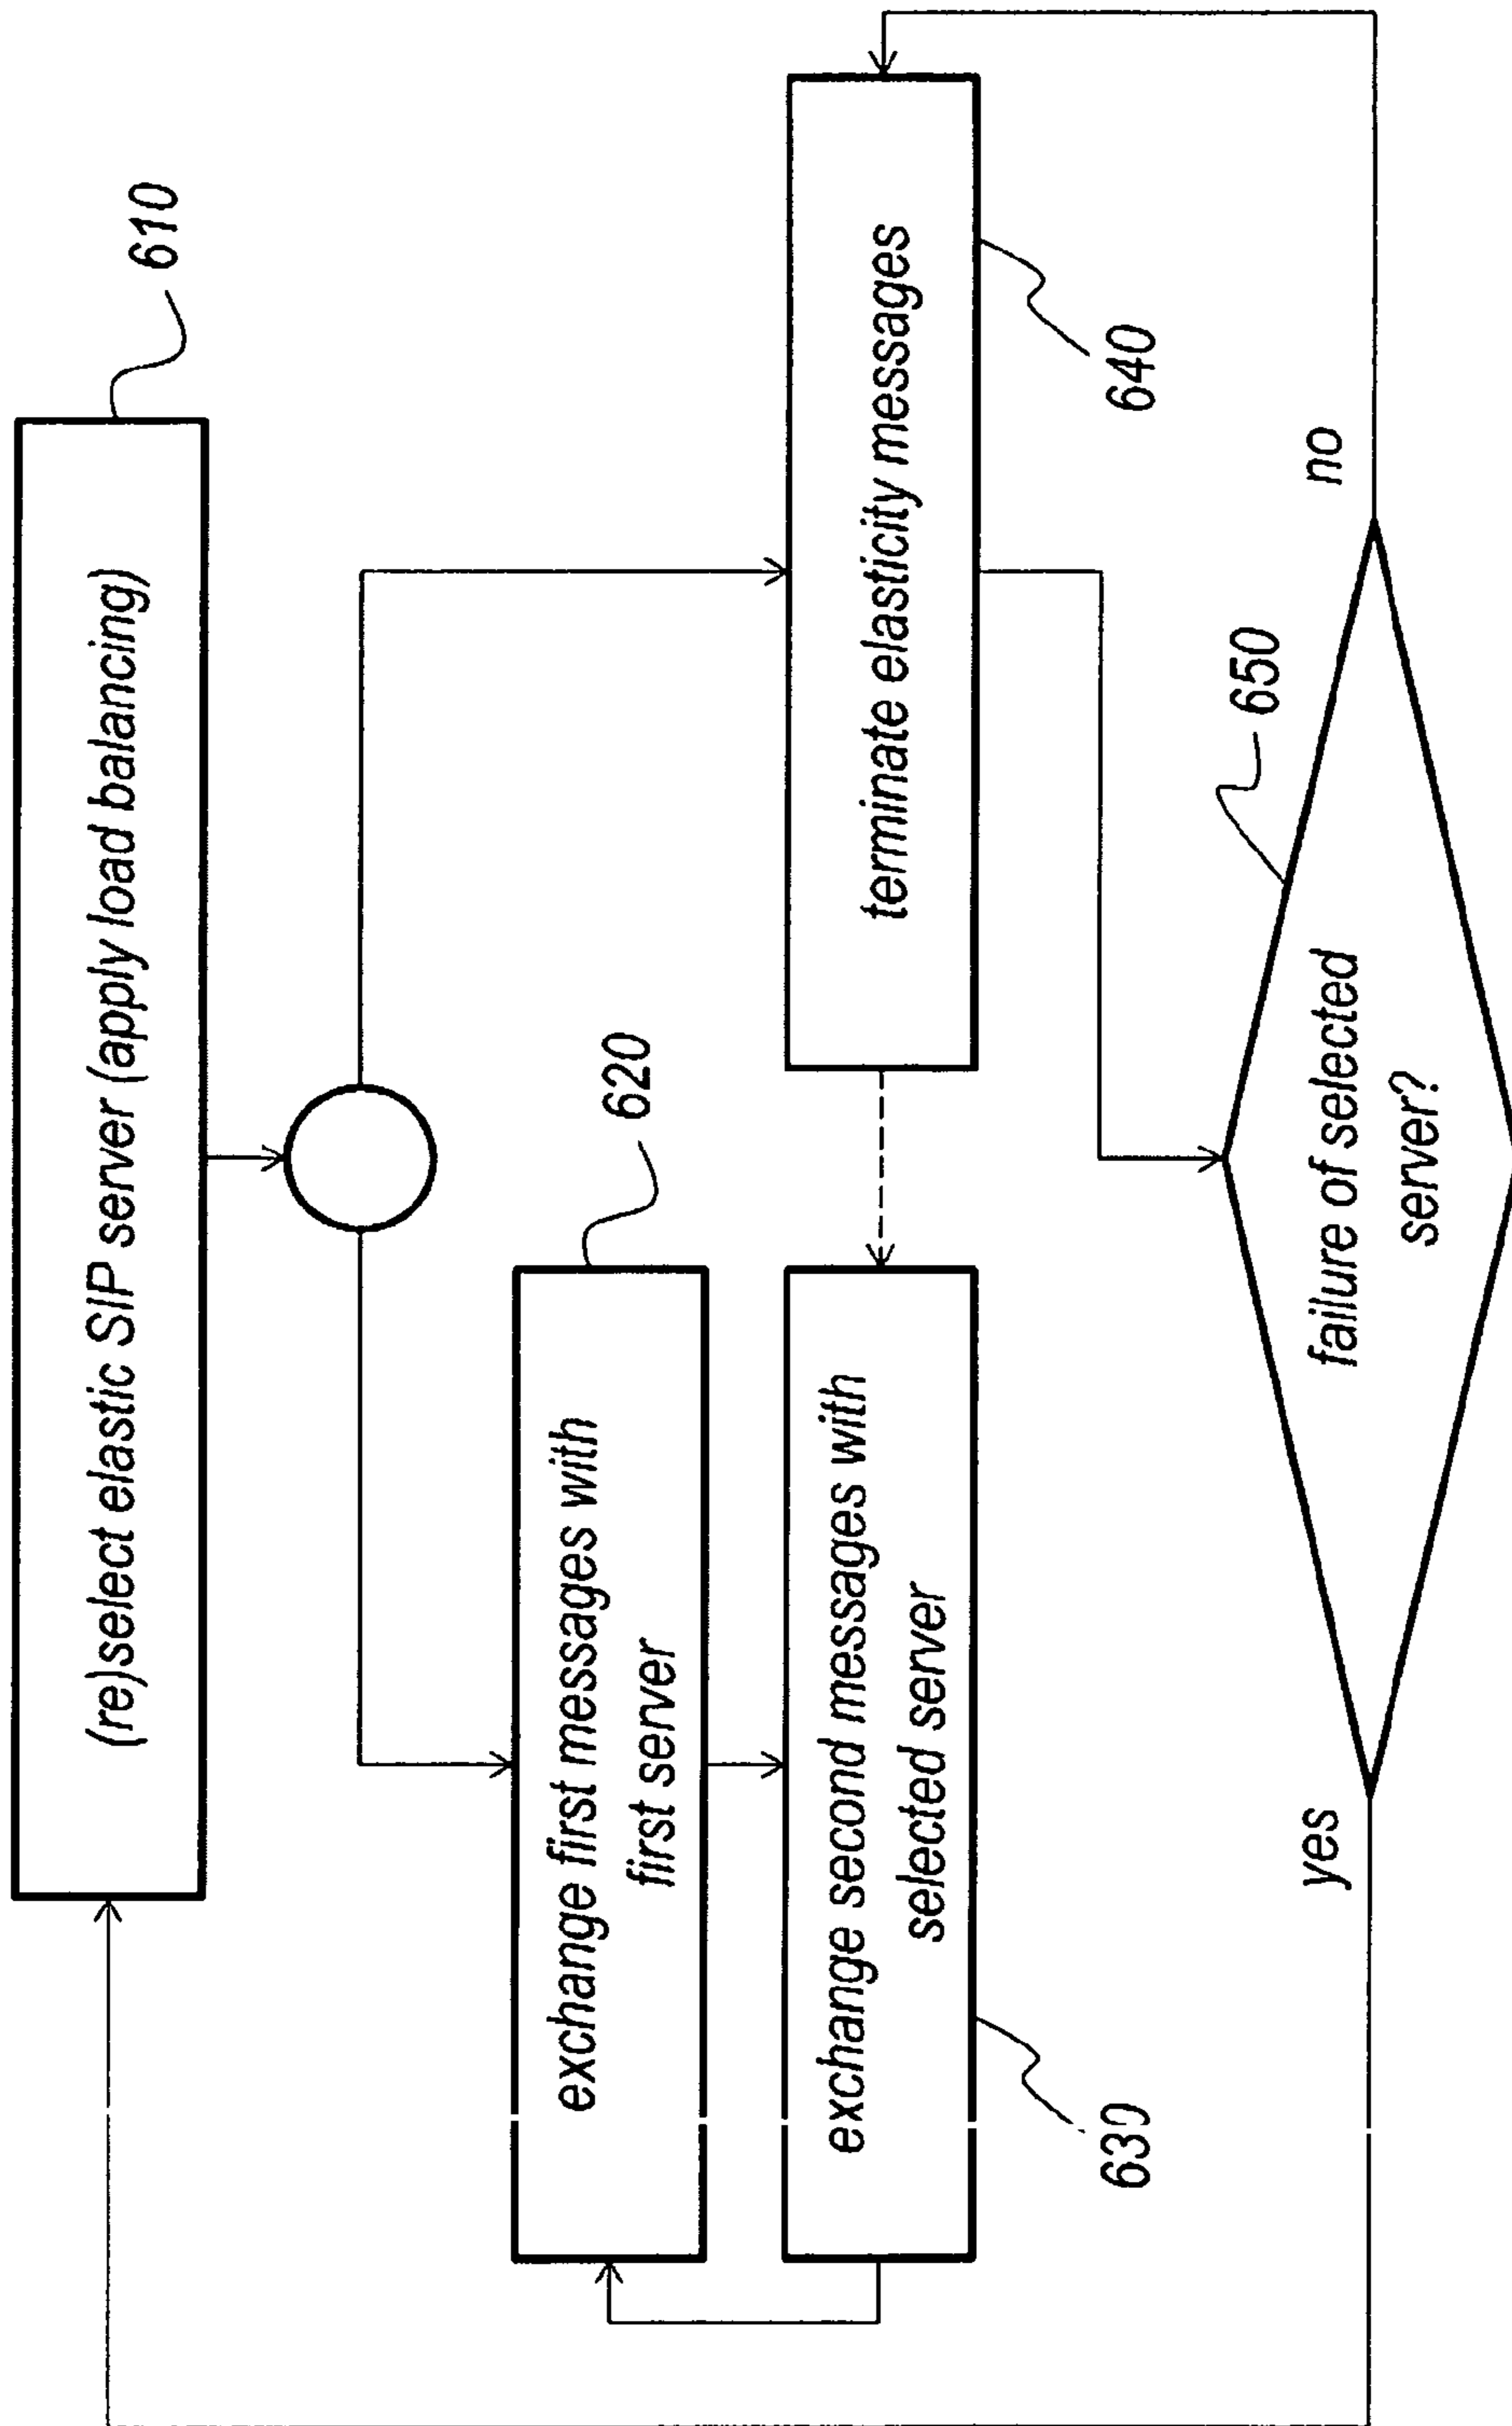 (re)select elastic SIP server (apply load balancing)
610
exchange first messages with
first server
620
exchange second messages with
selected server
630
terminate elasticity messages
640
failure of selected
server?
650
yes
no